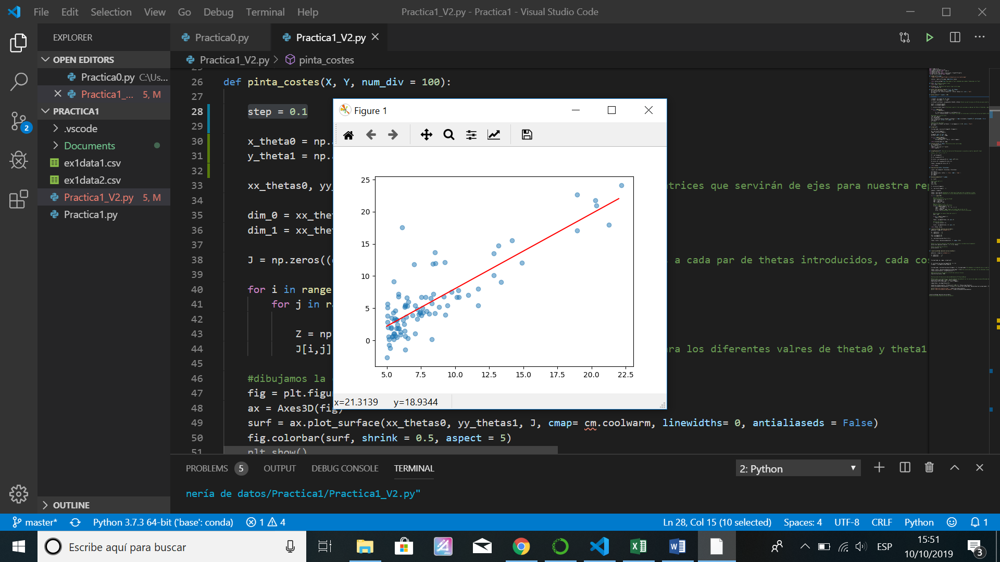 File Edit Selection View Go Debug Terminal Help
Practica1_V2.py - Practica1 - Visual Studio Code
EXPLORER
OPEN EDITORS
Practica0.py C:\Us...
Practica1_... 5, M
PRACTICA1
.vscode
Documents
ex1data1.csv
ex1data2.csv
Practica1_V2.py 5, M
Practica1.py
OUTLINE
2
Practica0.py
Practica1_V2.py
Practica1_V2.py > pinta_costes
26 def pinta_costes(X, Y, num_div = 100):
27
28 step = 0.1
29
30 x_theta0 = np.
31 y_theta1 = np.
32
33 xx_thetas0, yy_ trices que servirán de ejes para nuestra re
34
35 dim_0 = xx_the
36 dim_1 = xx_the
37
38 J = np.zeros(( a cada par de thetas introducidos, cada co
39
40 for i in range
41 for j in r
42
43 Z = np
44 J[i,j] ra los diferentes valres de theta0 y theta1
45
46 #dibujamos la
47 fig = plt.figu
48 ax = Axes3D(fig)
49 surf = ax.plot_surface(xx_thetas0, yy_thetas1, J, cmap= cm.coolwarm, linewidths= 0, antialiaseds = False)
50 fig.colorbar(surf, shrink = 0.5, aspect = 5)
51 plt.show()
Figure 1
25
20
15
10
5
0
5.0 7.5 10.0 12.5 15.0 17.5 20.0 22.5
x=21.3139 y=18.9344
PROBLEMS 5 OUTPUT DEBUG CONSOLE TERMINAL
2: Python
nería de datos/Practica1/Practica1_V2.py"
master* Python 3.7.3 64-bit ('base': conda) 1 4
Ln 28, Col 15 (10 selected) Spaces: 4 UTF-8 CRLF Python 1
Escribe aquí para buscar
ESP
15:51
10/10/2019
3